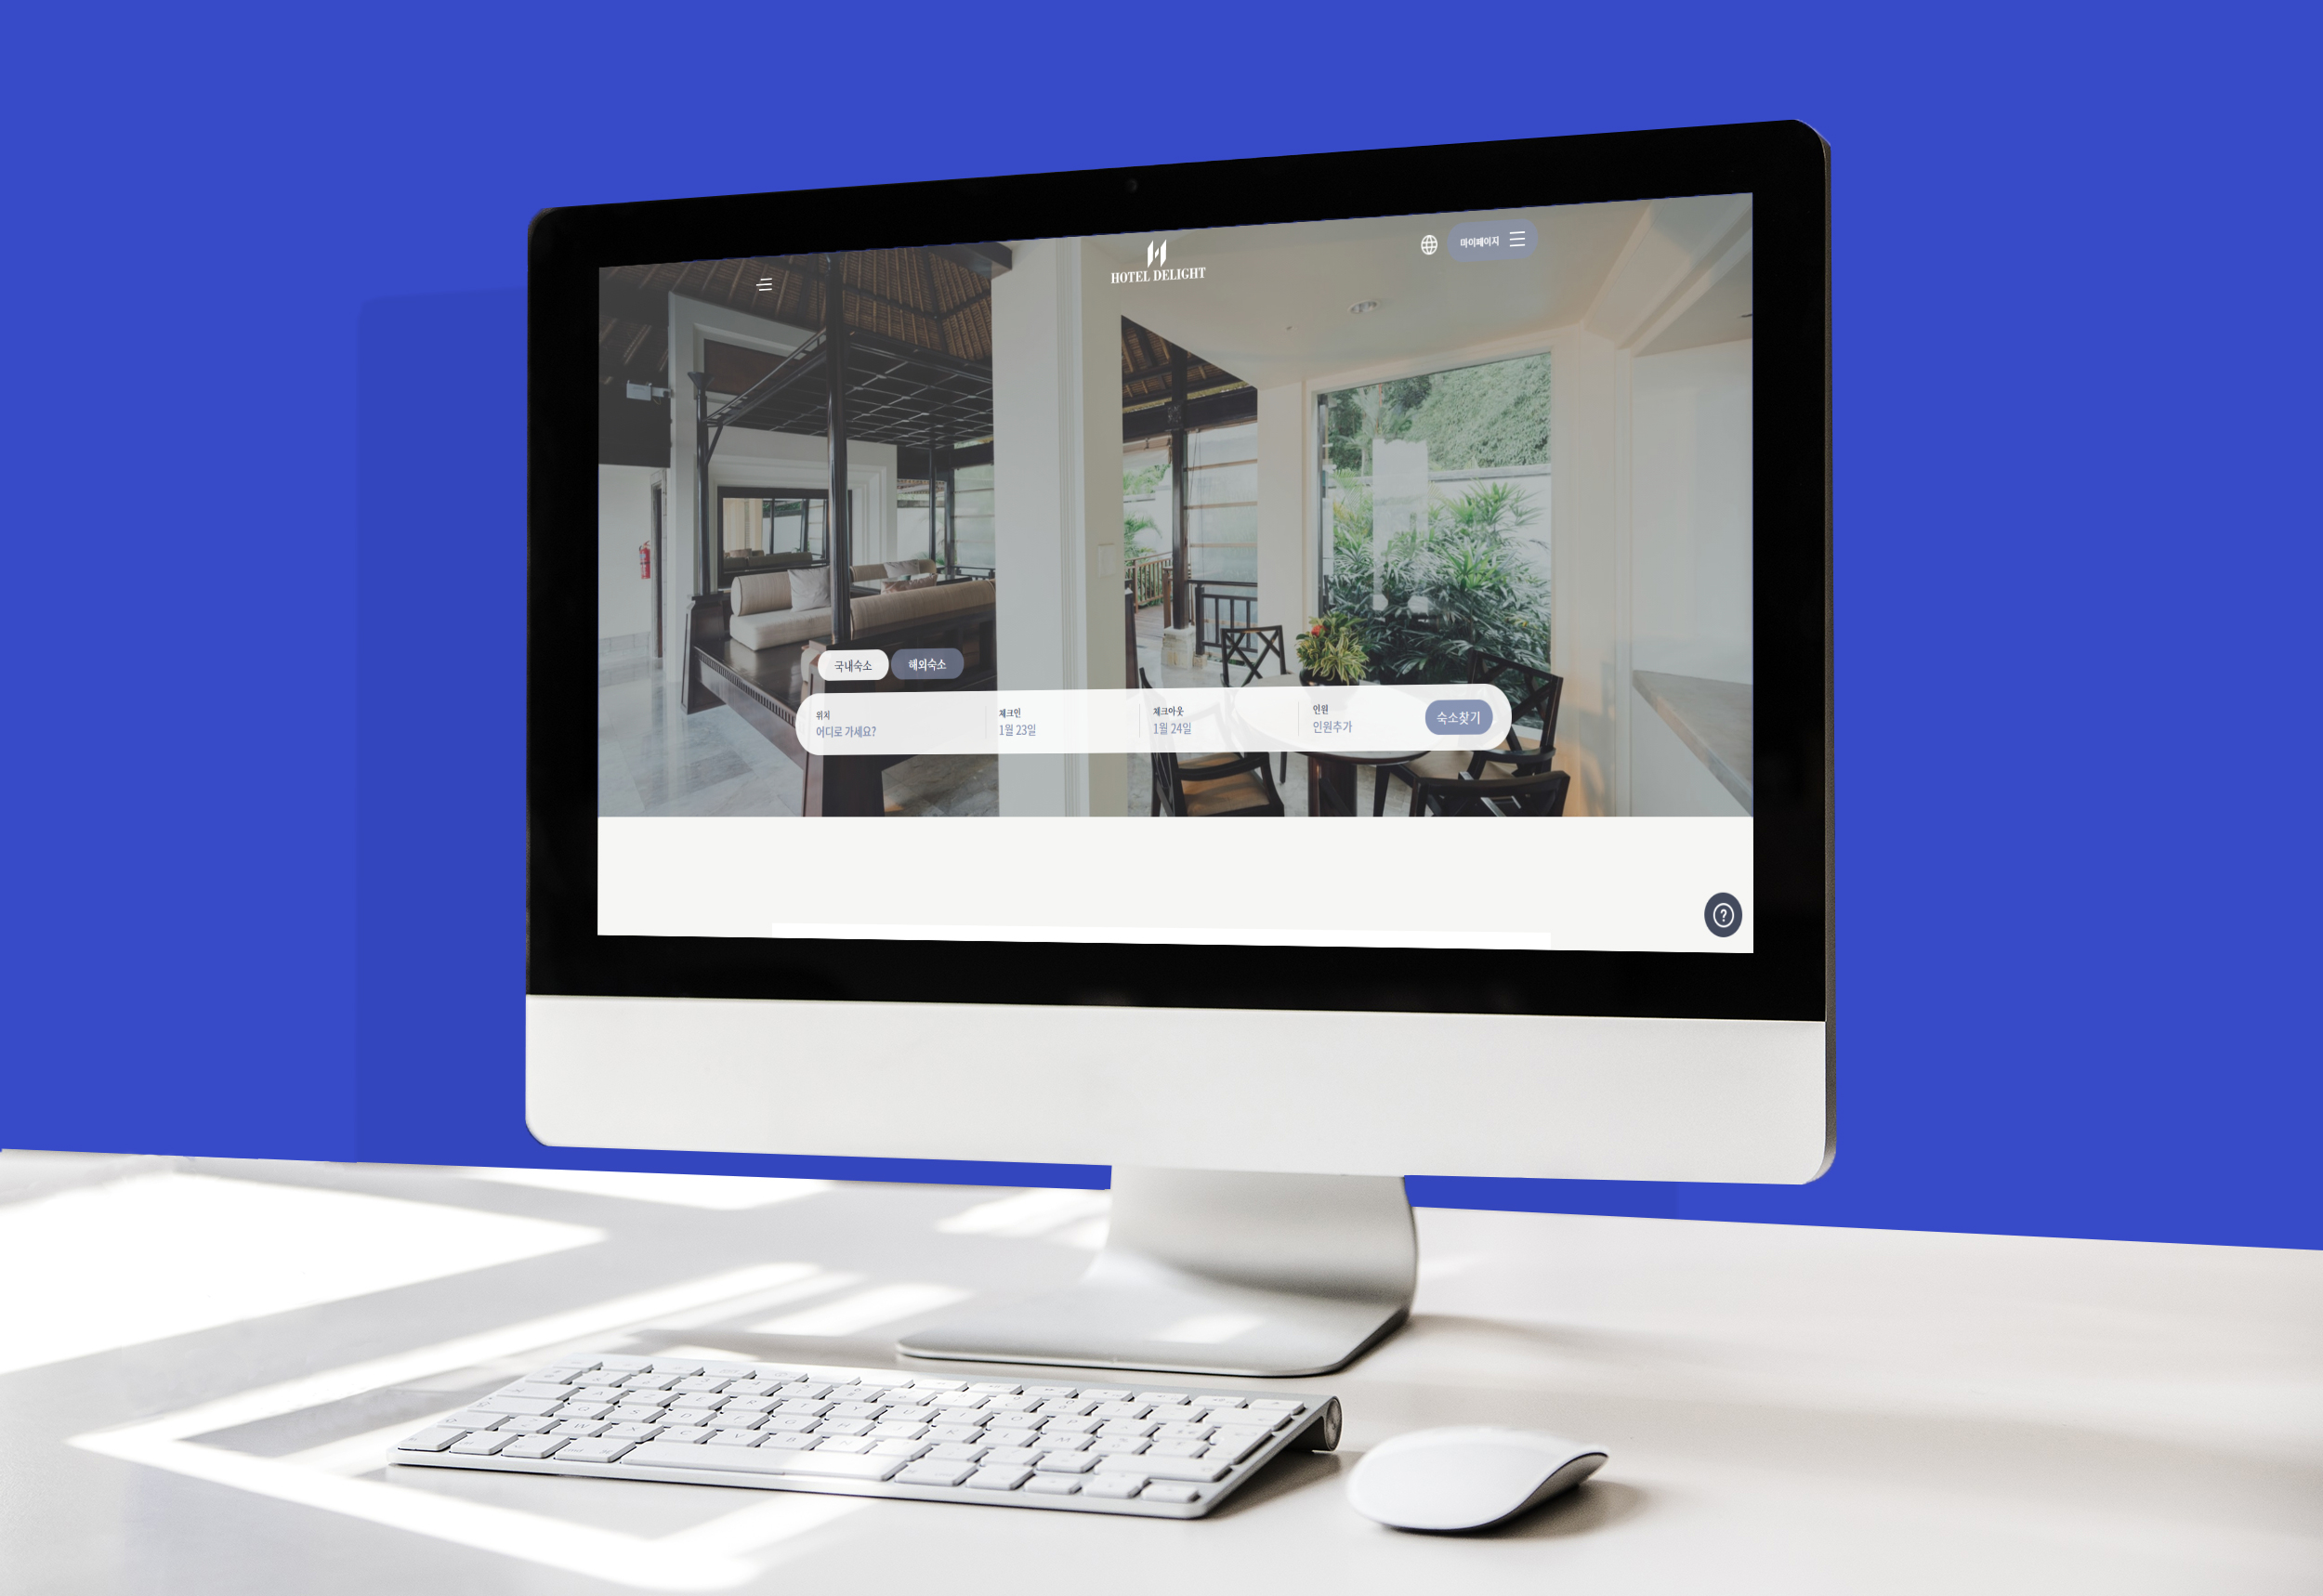 HOTEL DELIGHT
마이페이지
국내숙소
해외숙소
위치
어디로 가세요?
체크인
1월 23일
체크아웃
1월 24일
인원
인원추가
숙소찾기
?